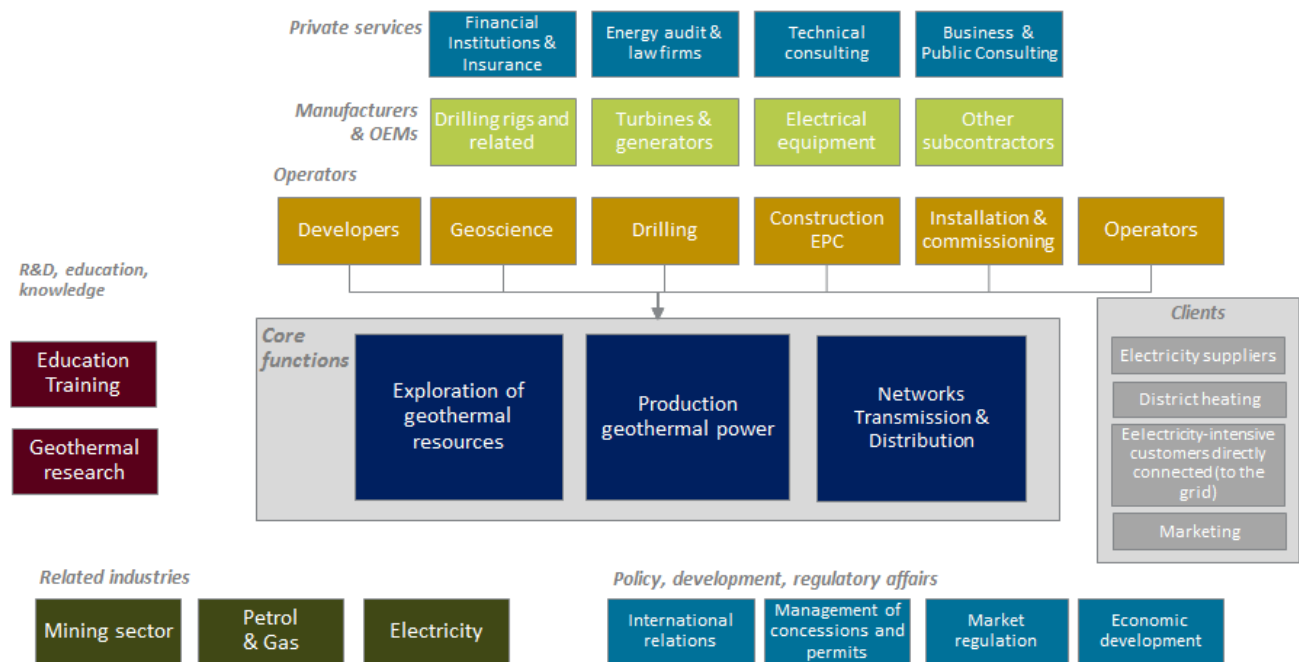 Private services
Financial
Institutions &
Insurance
Energy audit &
law firms
Technical
consulting
Business &
Public Consulting
Manufacturers
& OEMs
Drilling rigs and
related
Turbines &
generators
Electrical
equipment
Other
subcontractors
Operators
Developers
Geoscience
Drilling
Construction
EPC
Installation &
commissioning
Operators
R&D, education,
knowledge
Education
Training
Geothermal
research
Core
functions
Exploration of
geothermal
resources
Production
geothermal power
Networks
Transmission &
Distribution
Clients
Electricity suppliers
District heating
Eelectricity-intensive
customers directly
connected (to the
grid)
Marketing
Related industries
Mining sector
Petrol
& Gas
Electricity
Policy, development, regulatory affairs
International
relations
Management of
concessions and
permits
Market
regulation
Economic
development